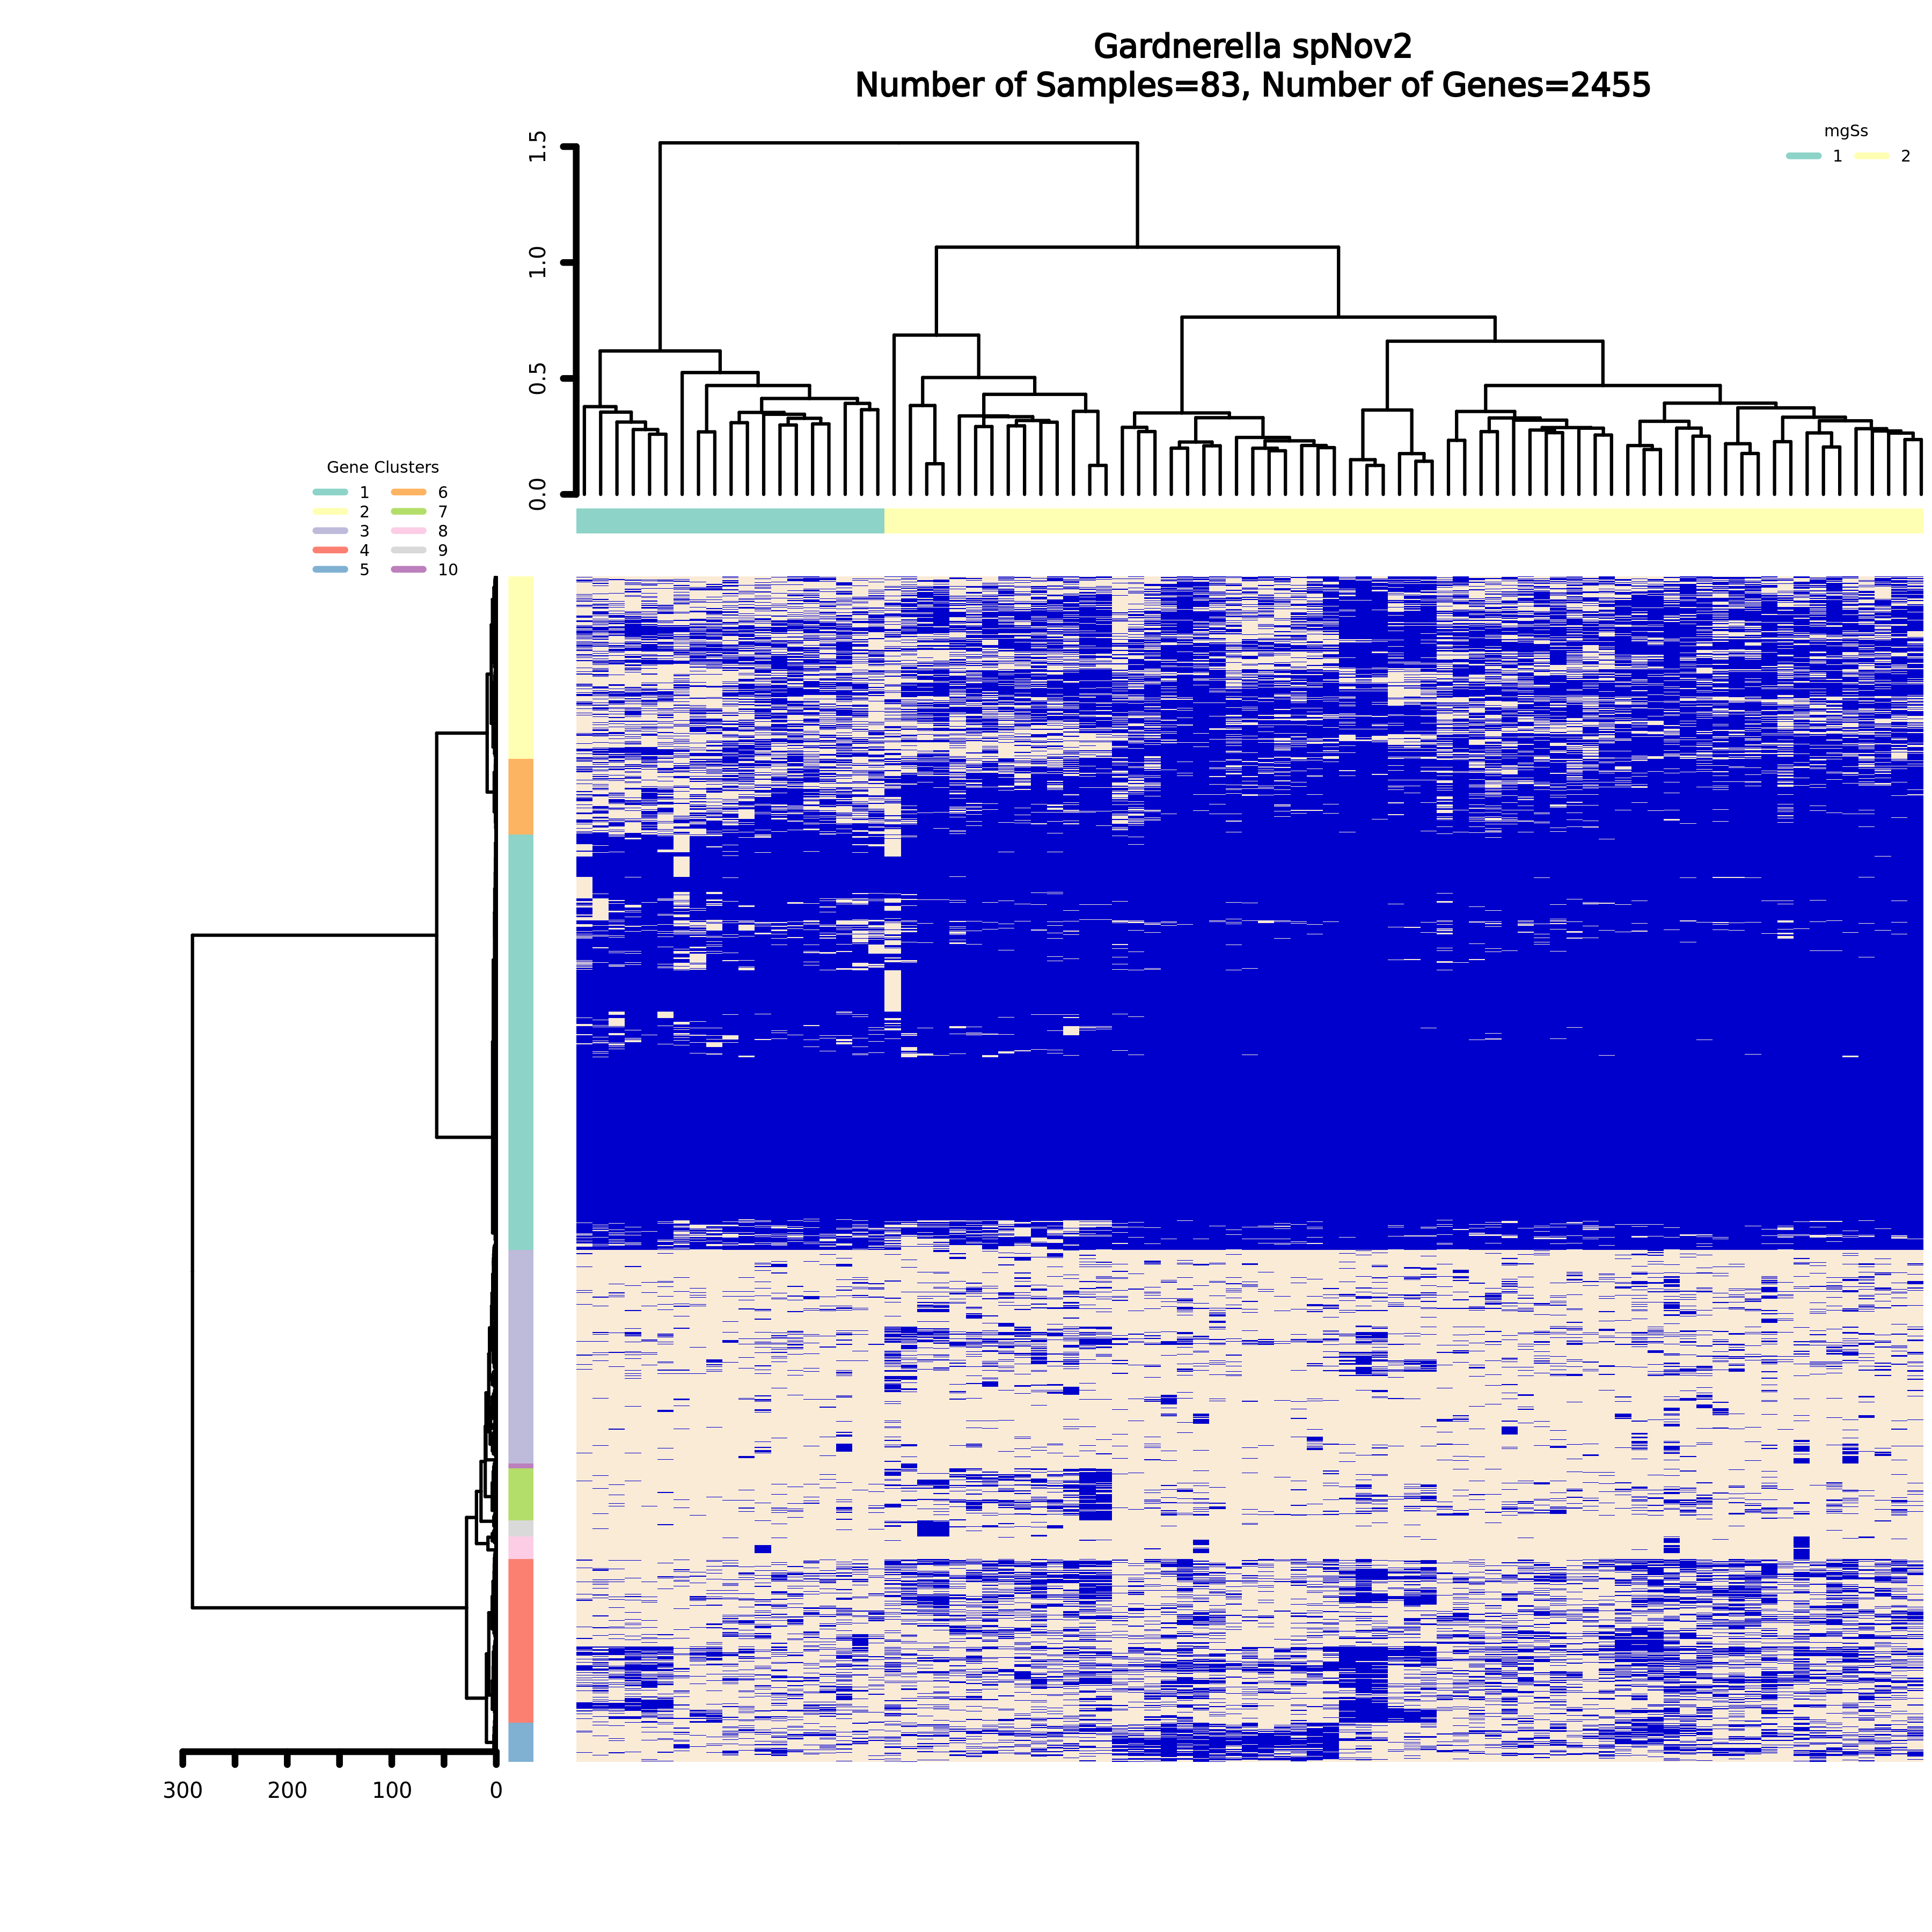 Gardnerella spNov2
Number of Samples=83, Number of Genes=2455
mgSs
1 2
1.5
1.0
0.5
0.0
Gene Clusters
1 6
2 7
3 8
4 9
5 10
300 200 100 0